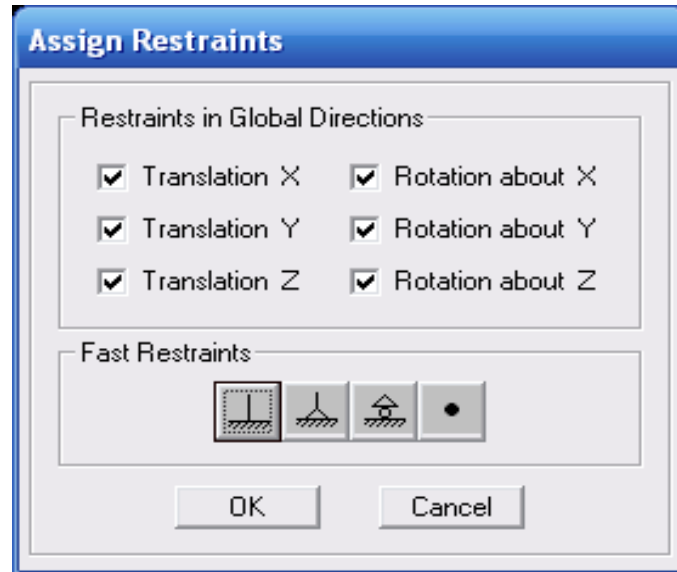 Assign Restraints
Restraints in Global Directions
Translation X Rotation about X
Translation Y Rotation about Y
Translation Z Rotation about Z
Fast Restraints
OK Cancel